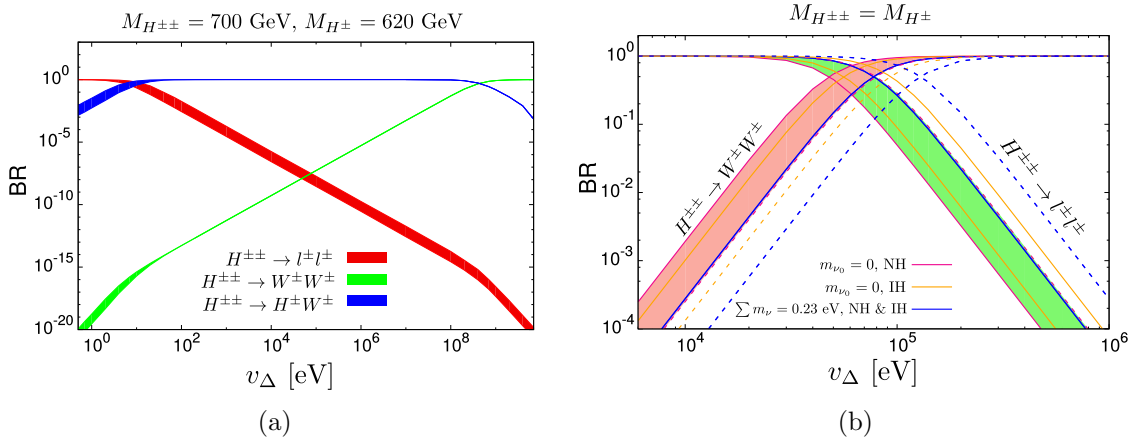 M_{H^{±±}} = 700 GeV, M_{H^±} = 620 GeV
BR
10^0
10^{-5}
10^{-10}
10^{-15}
10^{-20}
H^{±±} → l^±l^±
H^{±±} → W^±W^±
H^{±±} → H^±W^±
10^0
10^2
10^4
10^6
10^8
v_Δ [eV]
(a)
M_{H^{±±}} = M_{H^±}
BR
10^0
10^{-1}
10^{-2}
10^{-3}
10^{-4}
H^{±±} → W^±W^±
H^{±±} → l^±l^±
m_{ν_0} = 0, NH
m_{ν_0} = 0, IH
∑ m_ν = 0.23 eV, NH & IH
10^4
10^5
10^6
v_Δ [eV]
(b)